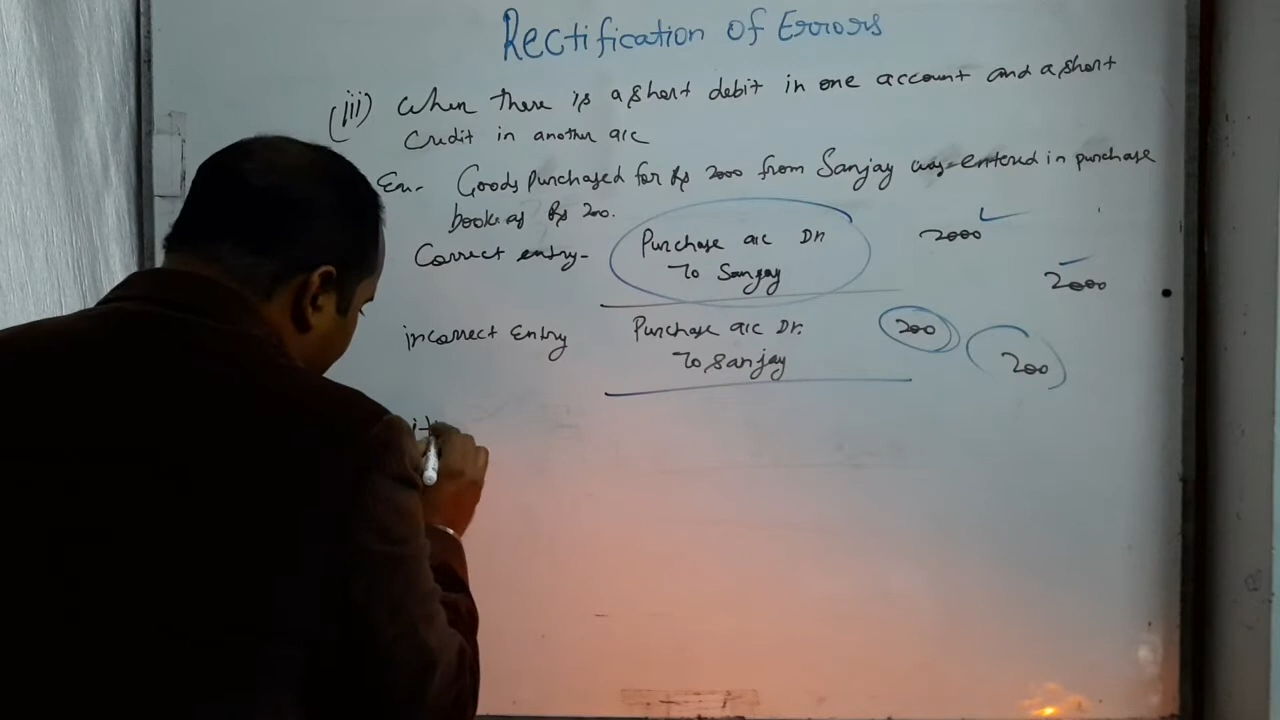 Rectification of Errors
(iii) When there is a short debit in one account and a short
Credit in another a/c
Ex.- Goods purchased for Rs 2000 from Sanjay was entered in purchase
book as Rs 200.
Correct entry- Purchase a/c Dr 2000
To Sanjay 2000
incorrect Entry Purchase a/c Dr. 200
To Sanjay 200